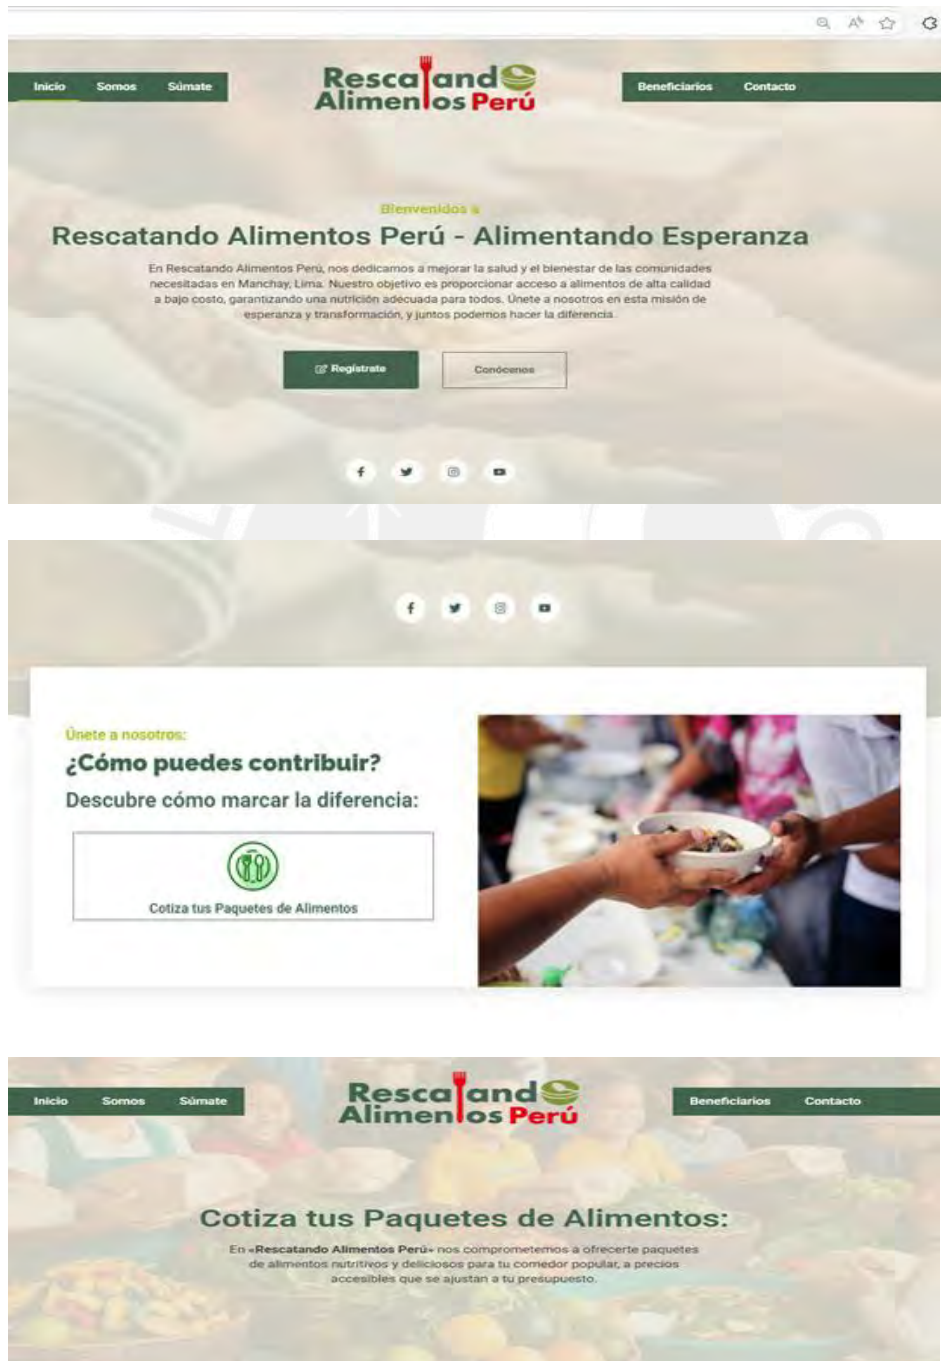 Inicio Somos Súmate
Rescatando
Alimentos Perú
Beneficiarios Contacto
Bienvenidos a
Rescatando Alimentos Perú - Alimentando Esperanza
En Rescatando Alimentos Perú, nos dedicamos a mejorar la salud y el bienestar de las comunidades
necesitadas en Manchay, Lima. Nuestro objetivo es proporcionar acceso a alimentos de alta calidad
a bajo costo, garantizando una nutrición adecuada para todos. Únete a nosotros en esta misión de
esperanza y transformación, y juntos podemos hacer la diferencia.
Regístrate Conócenos
Únete a nosotros:
¿Cómo puedes contribuir?
Descubre cómo marcar la diferencia:
Cotiza tus Paquetes de Alimentos
Inicio Somos Súmate
Rescatando
Alimentos Perú
Beneficiarios Contacto
Cotiza tus Paquetes de Alimentos:
En «Rescatando Alimentos Perú» nos comprometemos a ofrecerte paquetes
de alimentos nutritivos y deliciosos para tu comedor popular, a precios
accesibles que se ajustan a tu presupuesto.